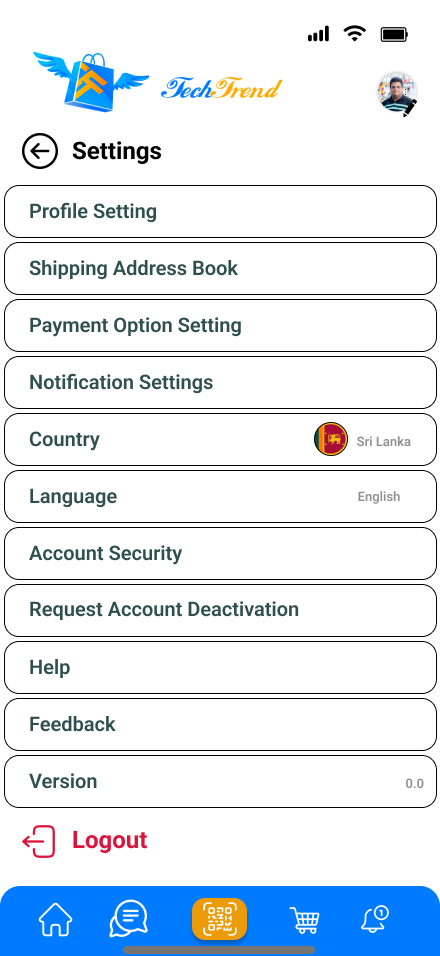 TechTrend
Settings
Profile Setting
Shipping Address Book
Payment Option Setting
Notification Settings
Country Sri Lanka
Language English
Account Security
Request Account Deactivation
Help
Feedback
Version 0.0
Logout
1